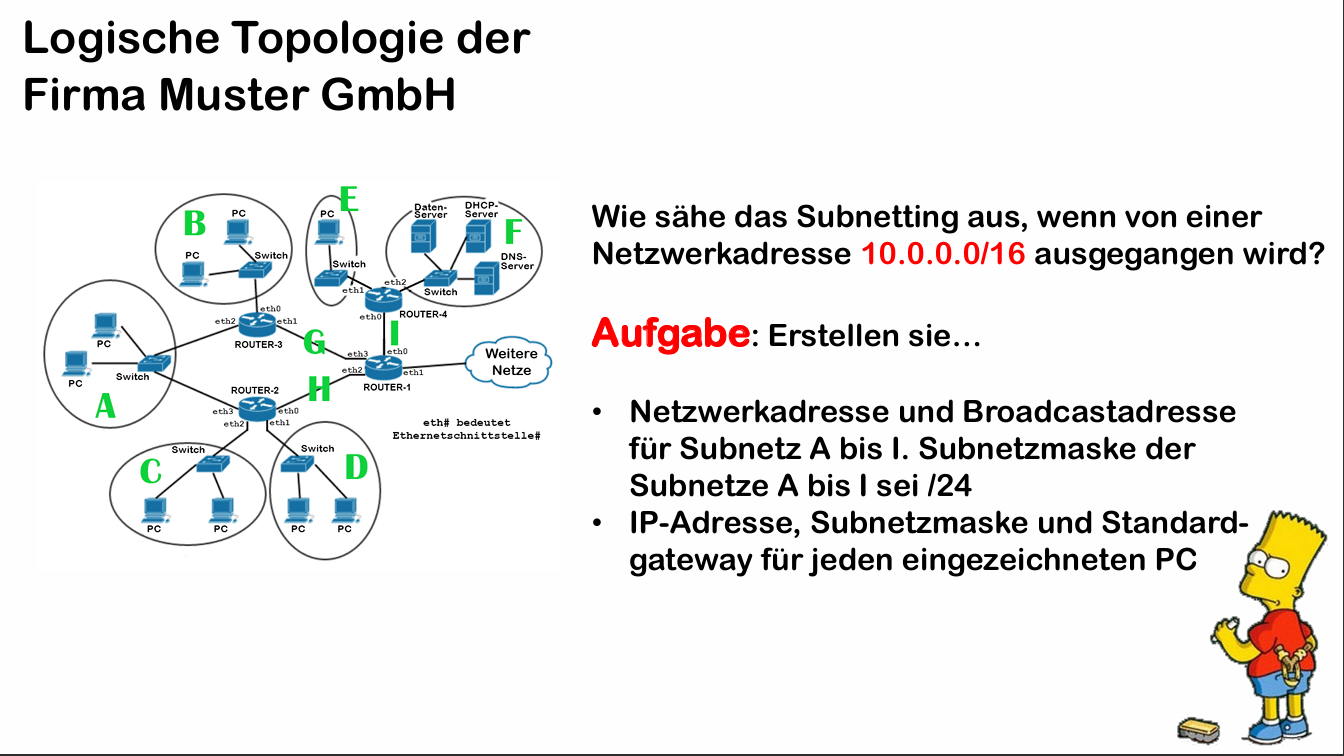 Logische Topologie der
Firma Muster GmbH
Wie sähe das Subnetting aus, wenn von einer
Netzwerkadresse 10.0.0.0/16 ausgegangen wird?
Aufgabe: Erstellen sie…
• Netzwerkadresse und Broadcastadresse
für Subnetz A bis I. Subnetzmaske der
Subnetze A bis I sei /24
• IP-Adresse, Subnetzmaske und Standard-
gateway für jeden eingezeichneten PC
B
PC
PC
Switch
E
PC
Switch
Daten-
Server
DHCP-
Server
F
DNS-
Server
Switch
eth1
eth2
ROUTER-4
eth0
I
eth0
eth2
eth1
ROUTER-3
G
eth3
eth0
eth2
eth1
ROUTER-1
Weitere
Netze
PC
PC
Switch
A
ROUTER-2
H
eth3
eth0
eth2
eth1
eth# bedeutet
Ethernetschnittstelle#
C
Switch
PC
PC
Switch
D
PC
PC